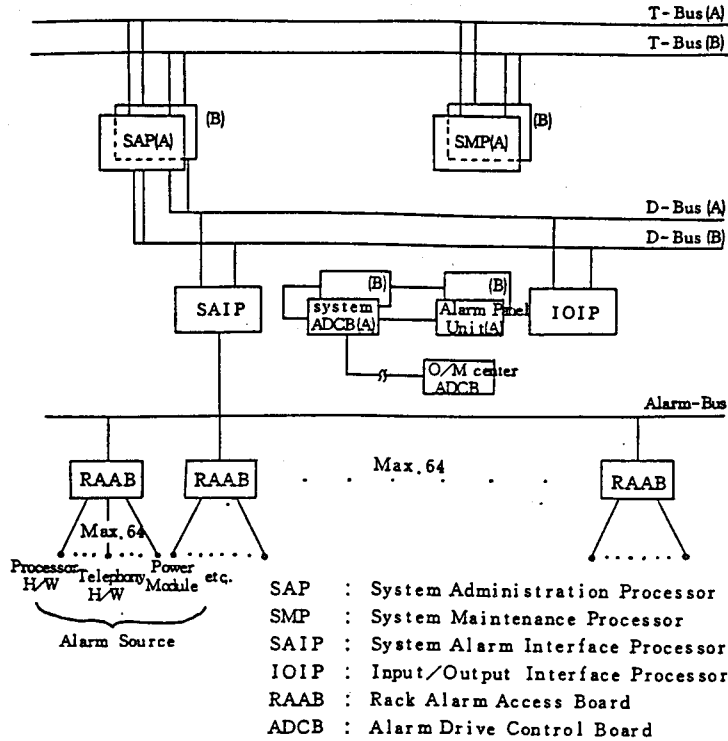 T-Bus(A)
T-Bus(B)
(B)
SAP(A)
(B)
SMP(A)
D-Bus(A)
D-Bus(B)
SAIP
(B)
system
ADCB(A)
(B)
Alarm Panel
Unit(A)
IOIP
O/M center
ADCB
Alarm-Bus
RAAB
RAAB
Max.64
RAAB
Max.64
Processor
H/W
Telephony
H/W
Power
Module
etc.
Alarm Source
SAP : System Administration Processor
SMP : System Maintenance Processor
SAIP : System Alarm Interface Processor
IOIP : Input/Output Interface Processor
RAAB : Rack Alarm Access Board
ADCB : Alarm Drive Control Board